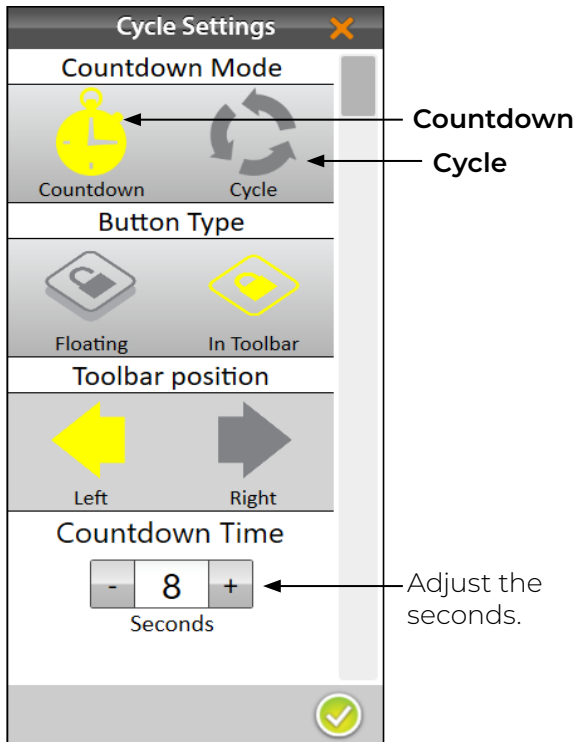 Cycle Settings
Countdown Mode
Countdown
Cycle
Countdown
Cycle
Button Type
Floating
In Toolbar
Toolbar position
Left
Right
Countdown Time
- 8 +
Seconds
Adjust the
seconds.